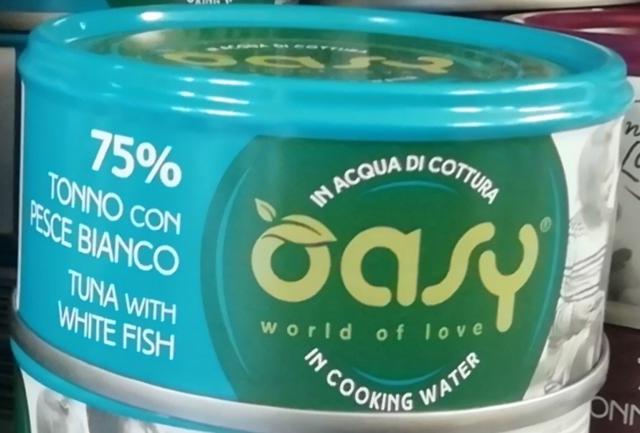 75%
TONNO CON
PESCE BIANCO
TUNA WITH
WHITE FISH
IN ACQUA DI COTTURA
oasy®
world of love
IN COOKING WATER